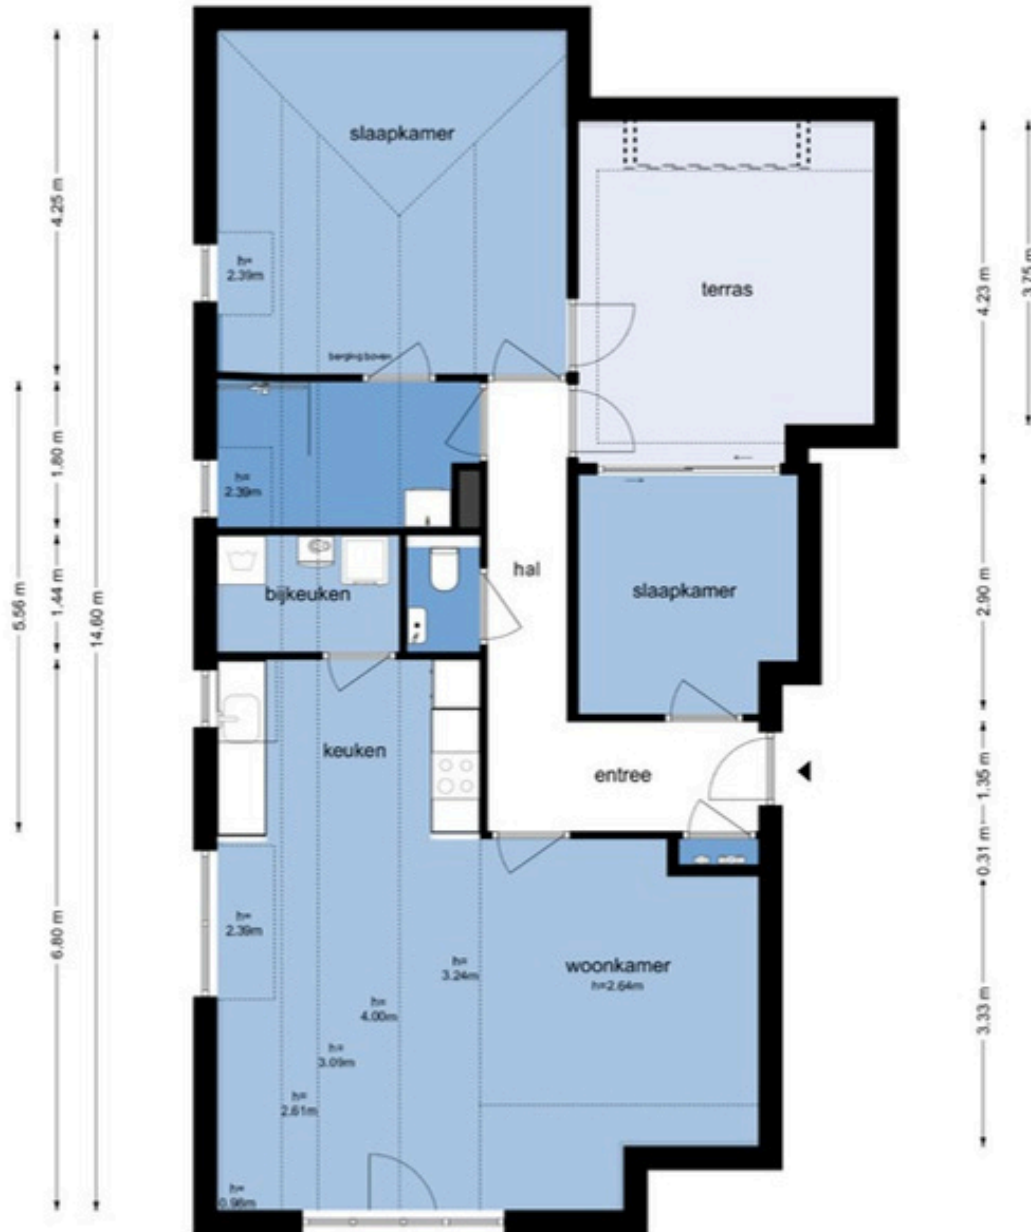 slaapkamer
h=
2.39m
berging boven
terras
h=
2.39m
hal
bijkeuken
slaapkamer
keuken
entree
h=
2.39m
h=
3.24m
woonkamer
h=2.64m
h=
4.00m
h=
3.09m
h=
2.61m
h=
0.98m
4.25 m
14.60 m
5.56 m
1.80 m
1.44 m
6.80 m
4.23 m
3.75 m
2.90 m
1.35 m
0.31 m
3.33 m